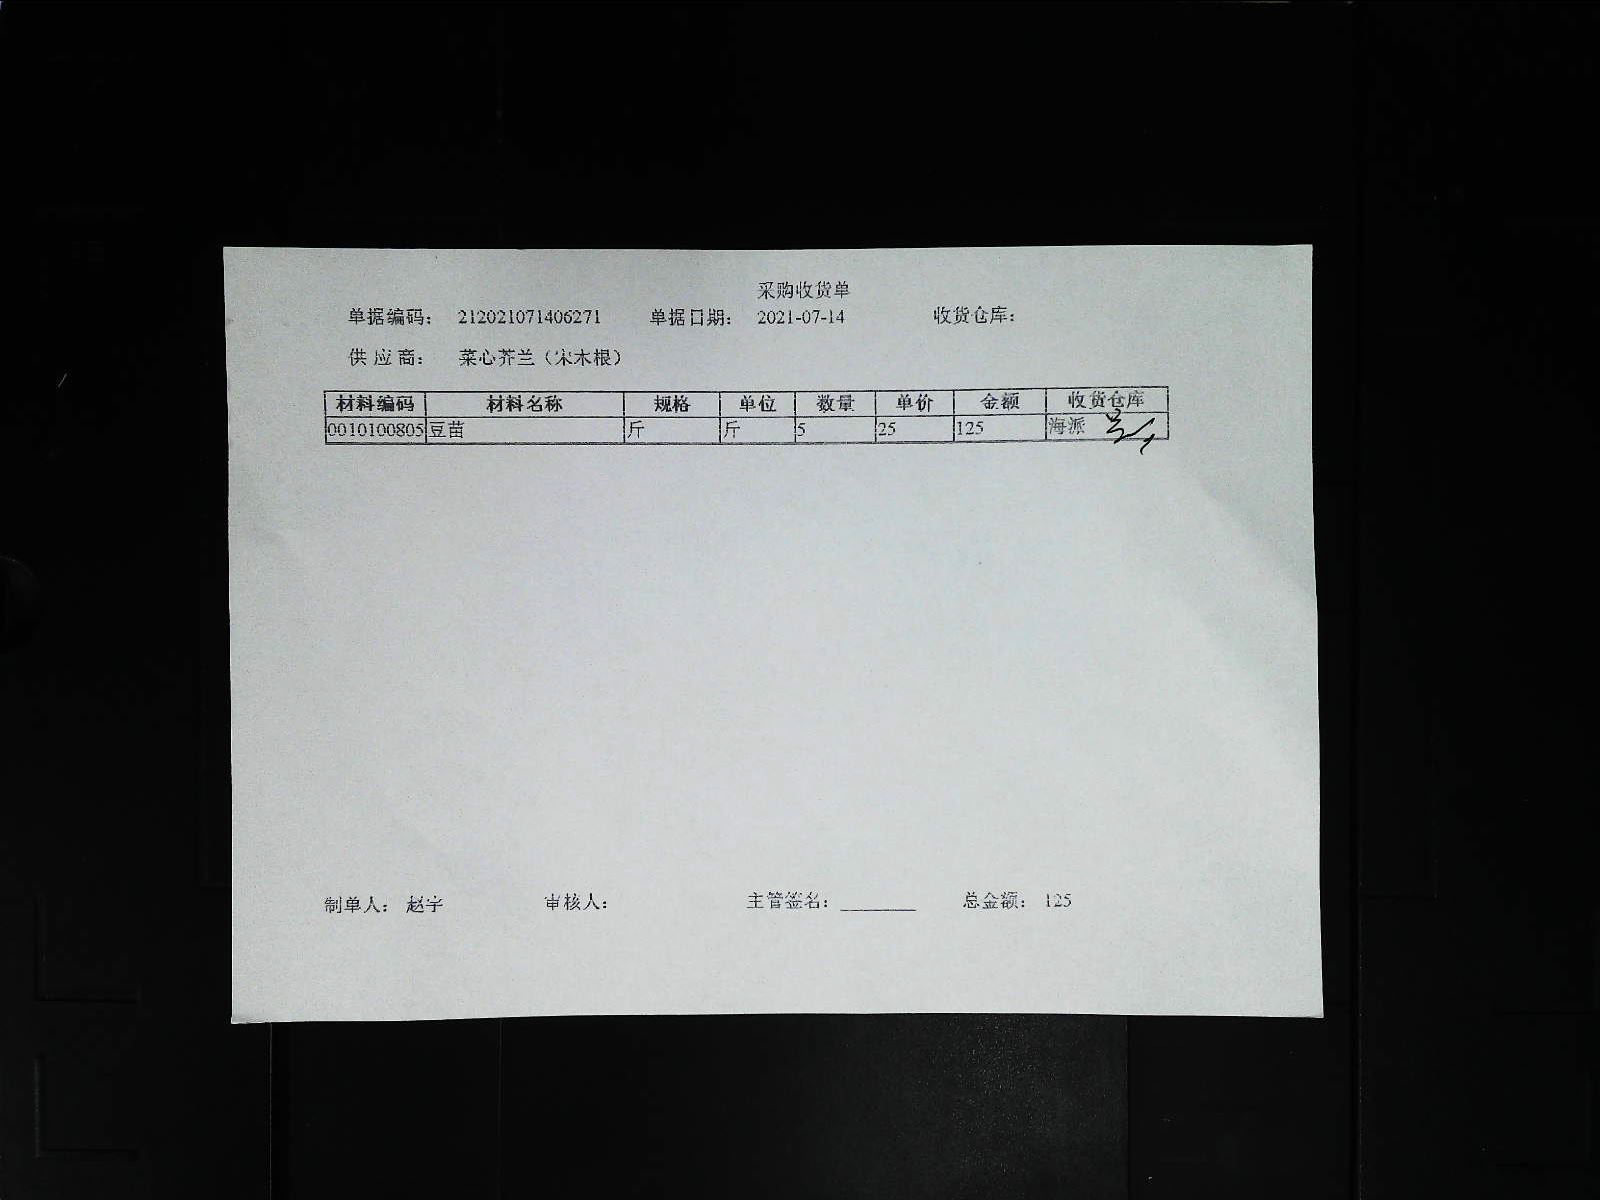 采购收货单
单据编码： 212021071406271 单据日期： 2021-07-14 收货仓库：
供 应 商： 菜心芥兰（宋木根）
材料编码 材料名称 规格 单位 数量 单价 金额 收货仓库
0010100805 豆苗 斤 斤 5 25 125 海派
制单人： 赵宇 审核人： 主管签名： ________ 总金额： 125